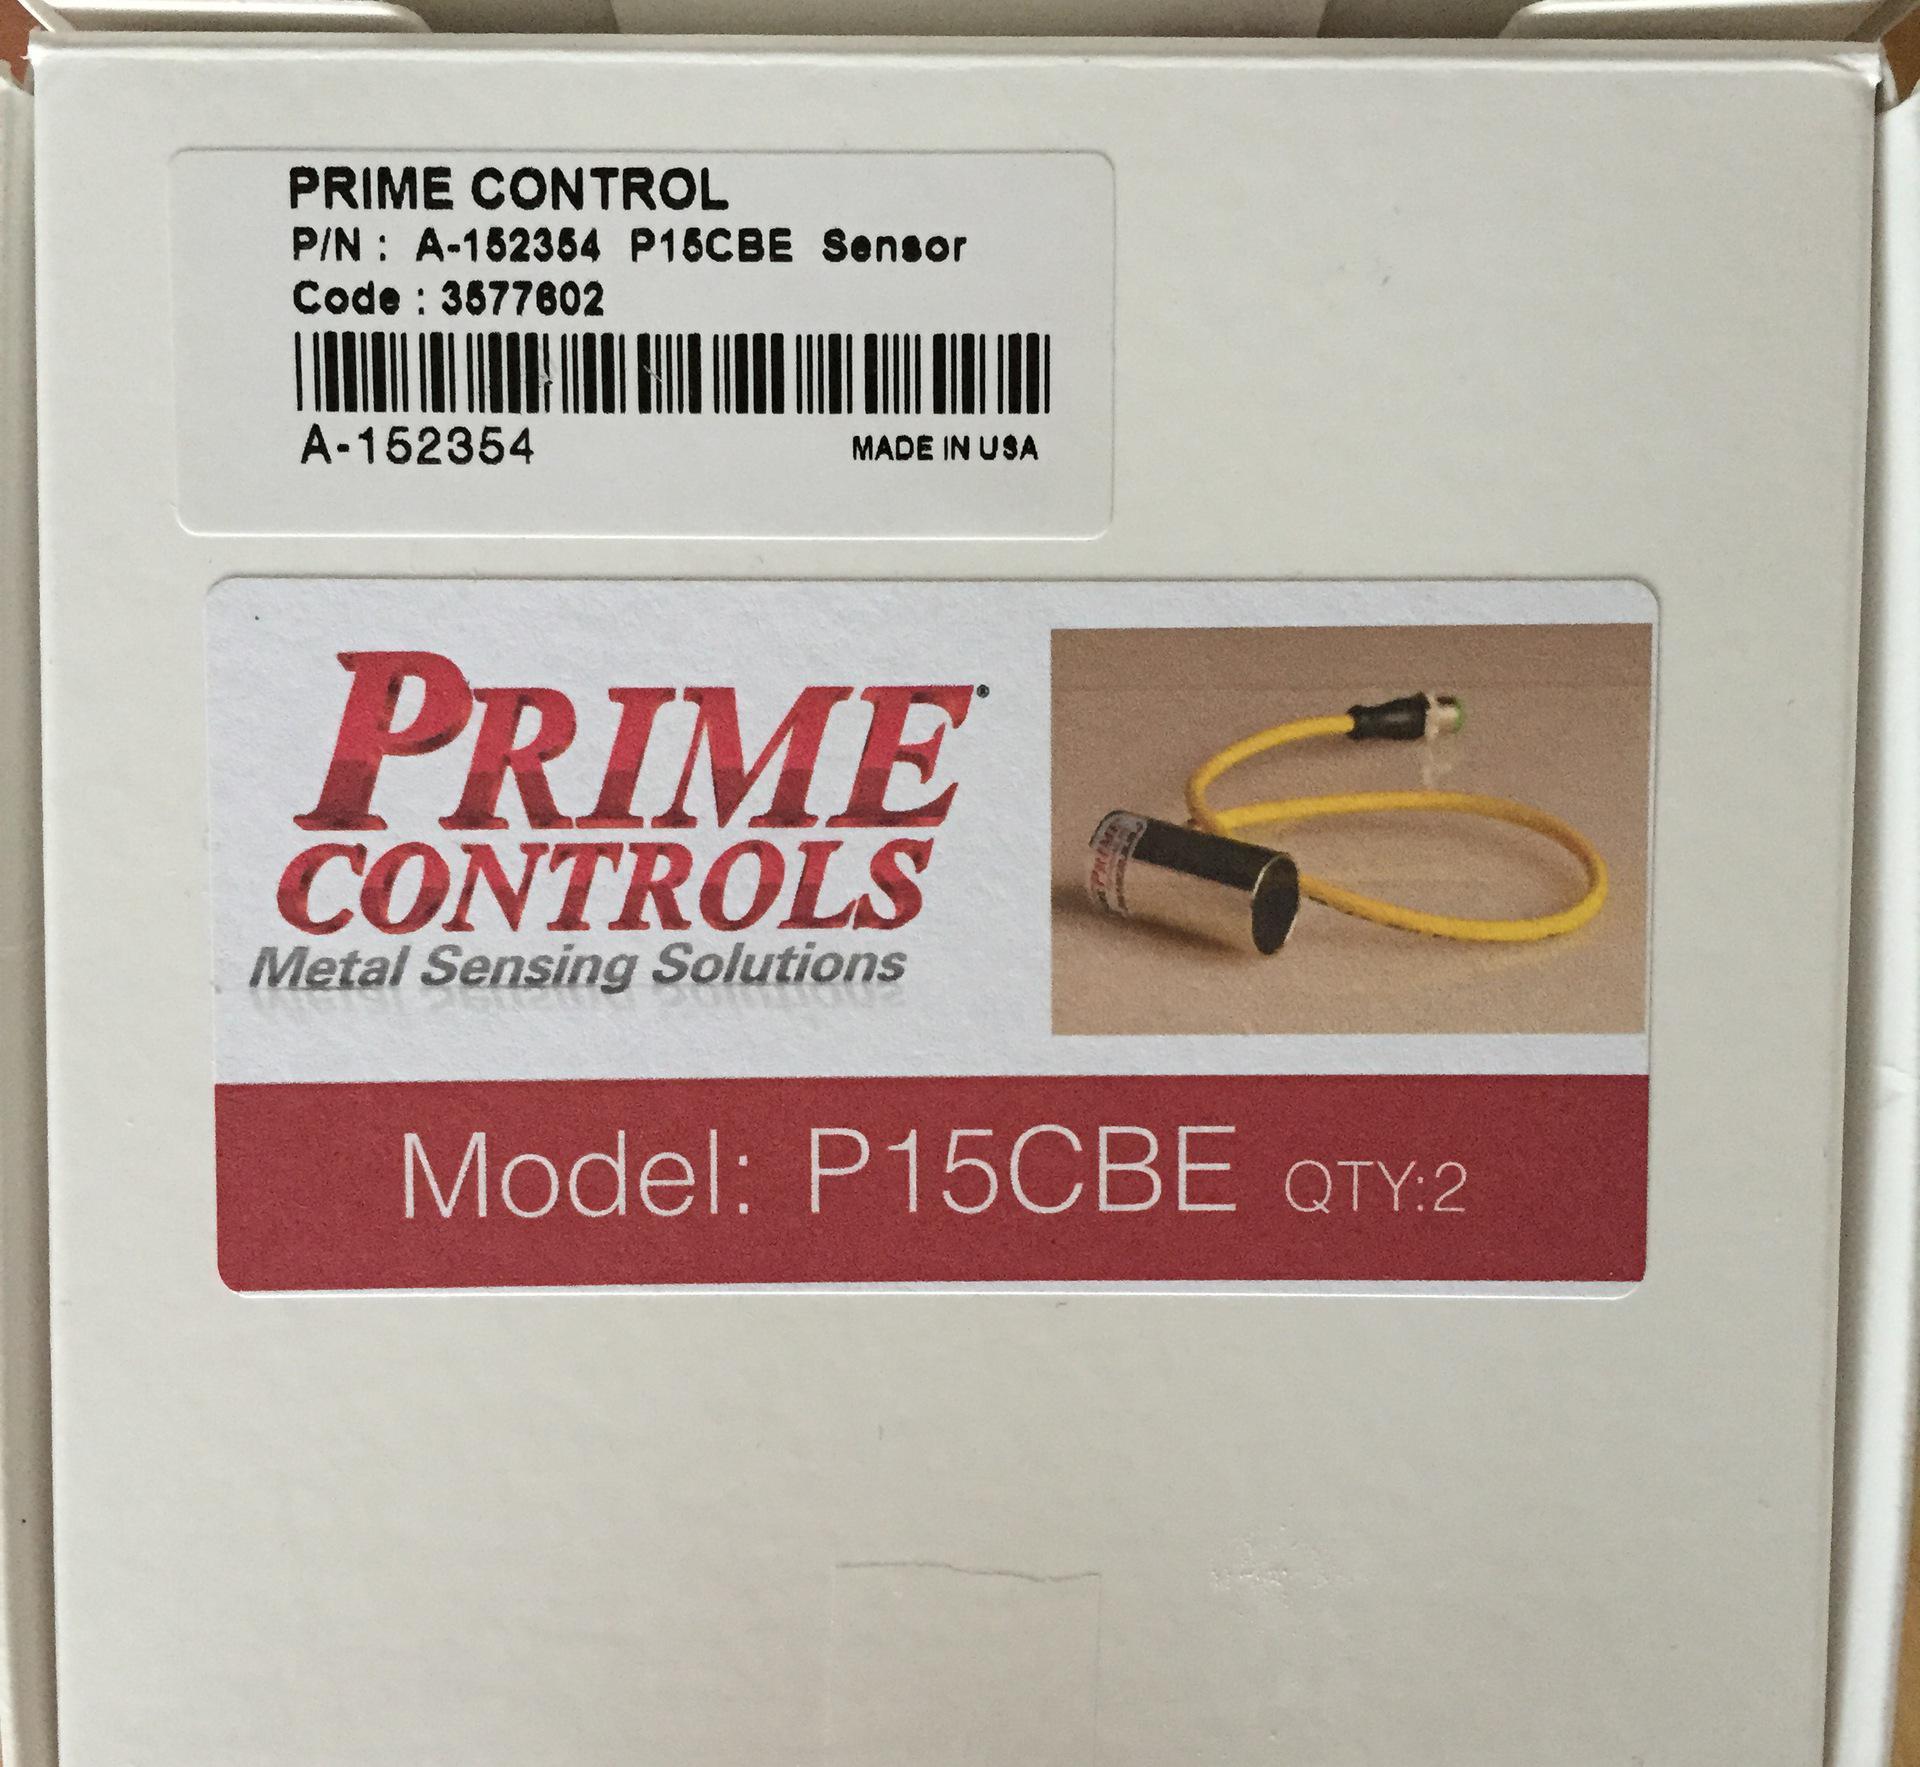 PRIME CONTROL
P/N : A-152354 P15CBE Sensor
Code : 3577602
A-152354 MADE IN USA
PRIME®
CONTROLS
Metal Sensing Solutions
PRIME
Model: P15CBE QTY:2